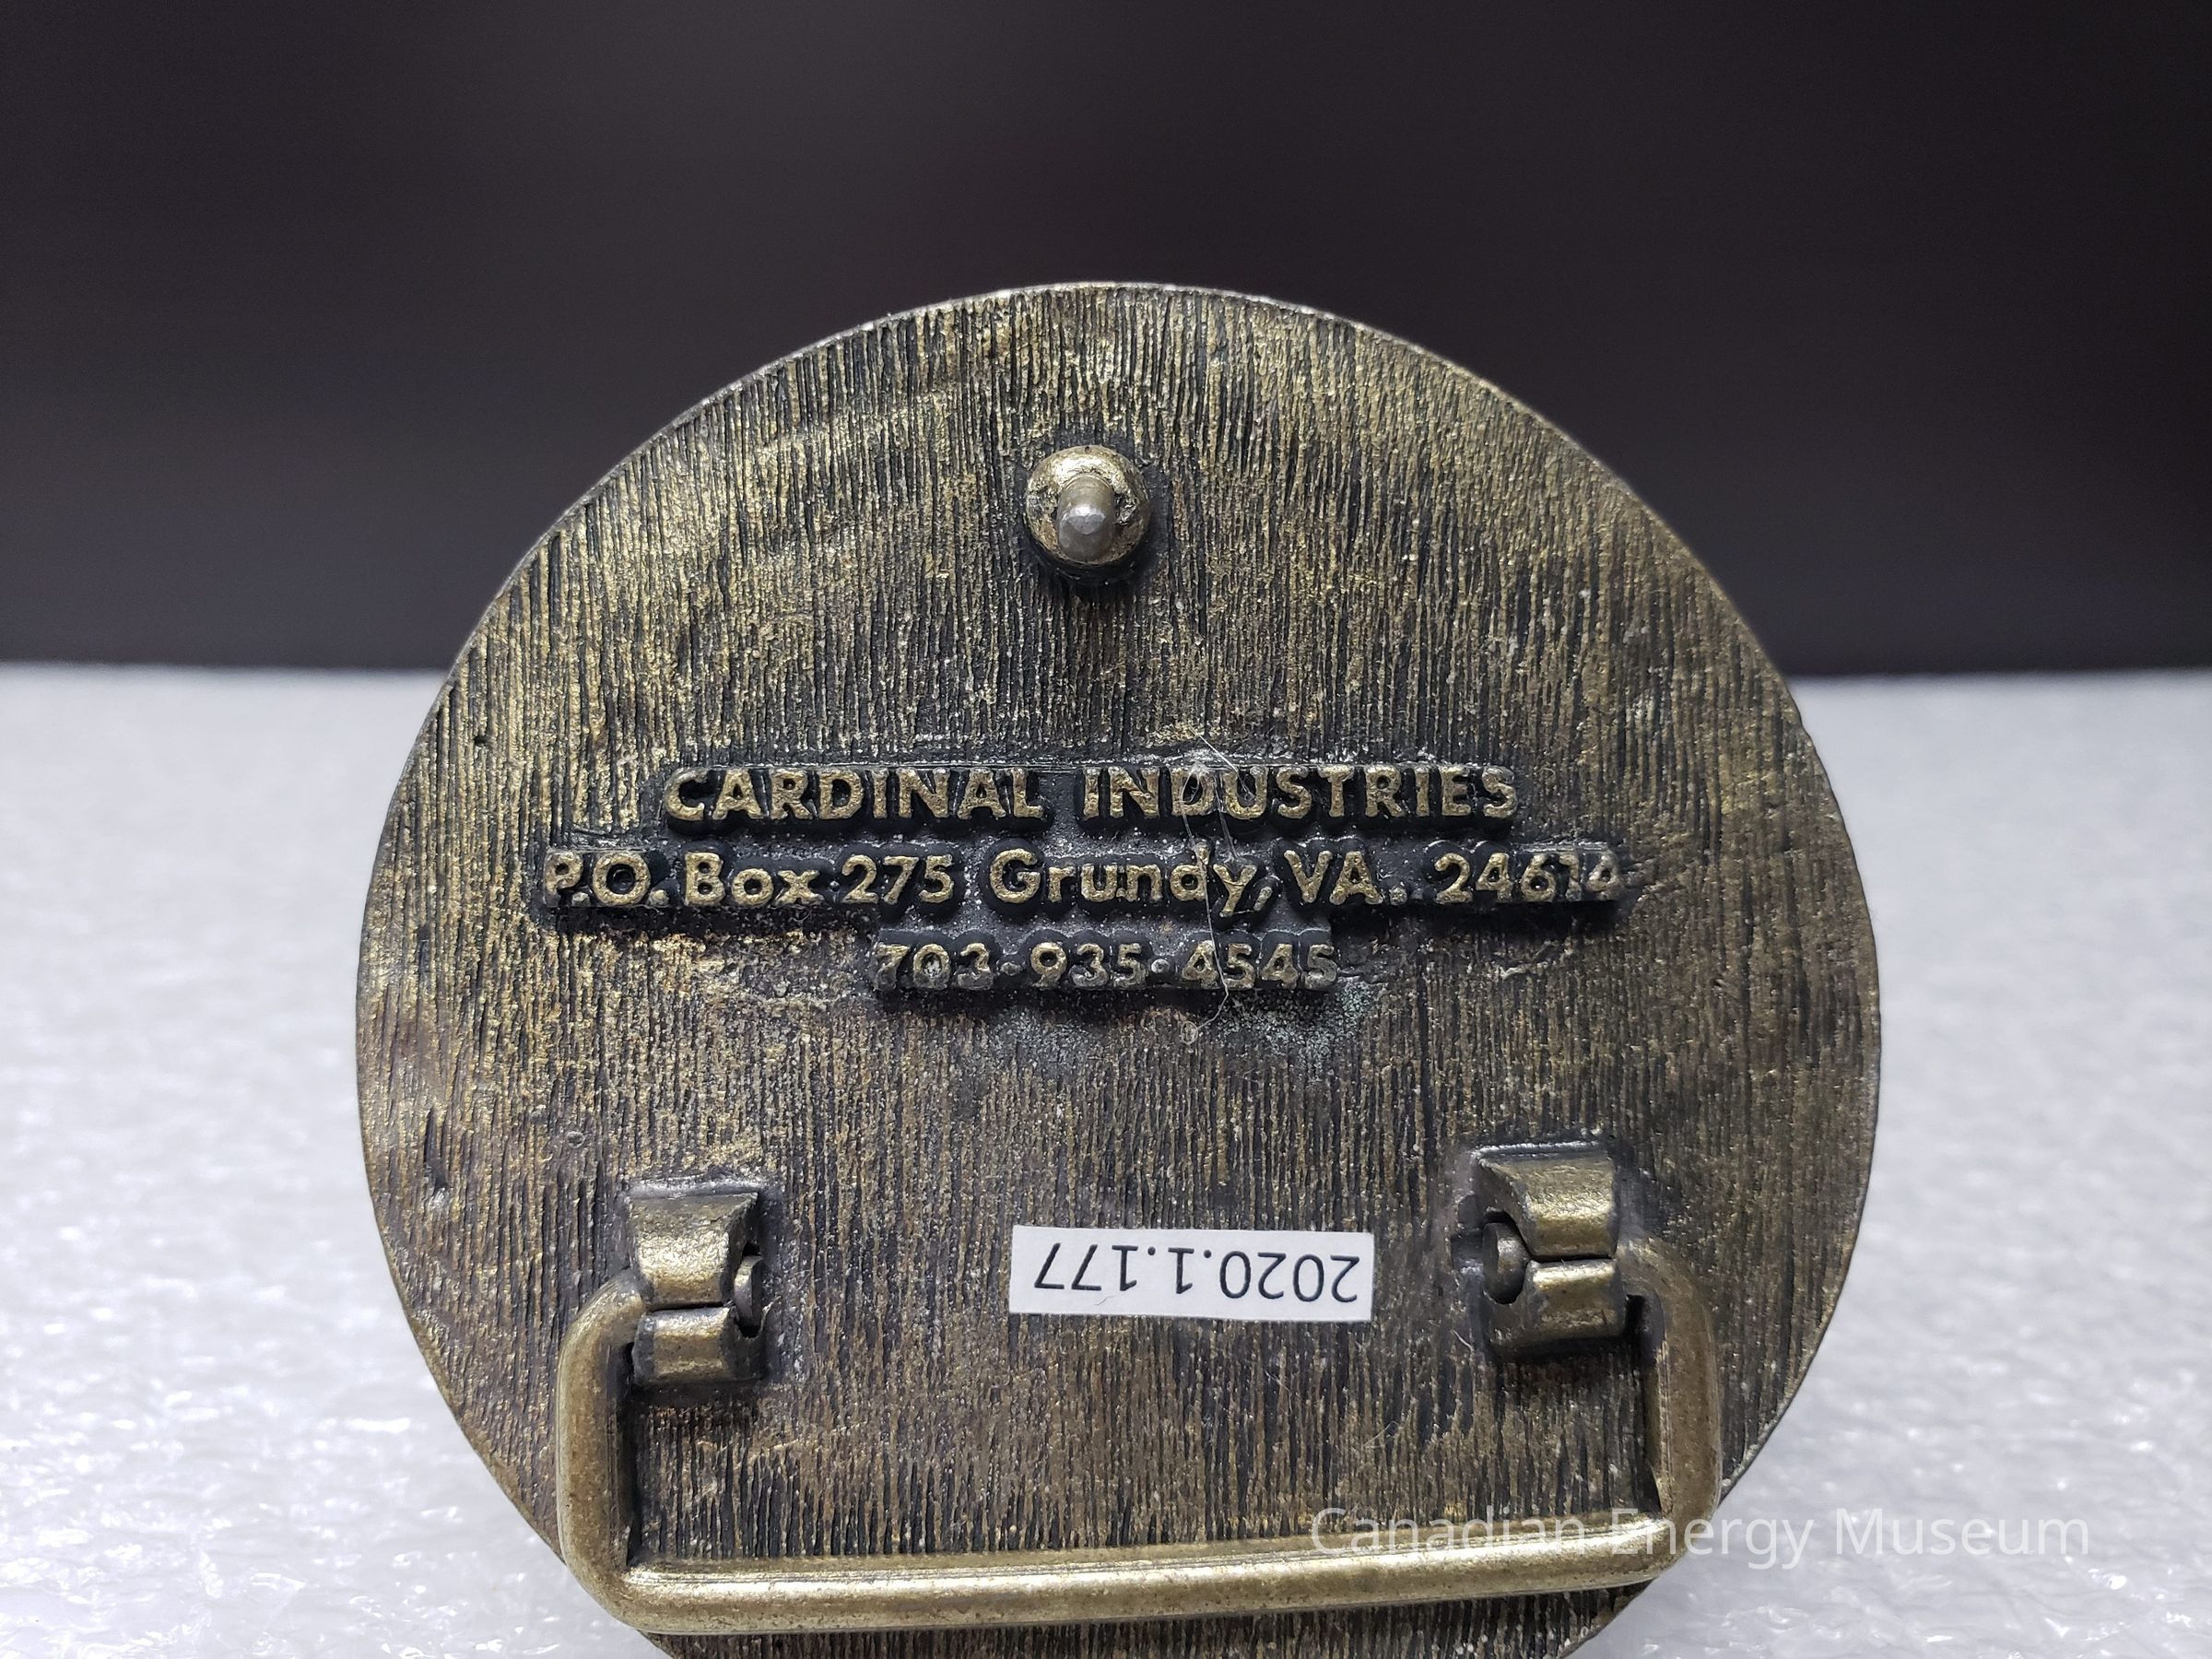 CARDINAL INDUSTRIES
P.O. Box 275 Grundy, VA. 24614
703-935-4545
2020.1.177
Canadian Energy Museum